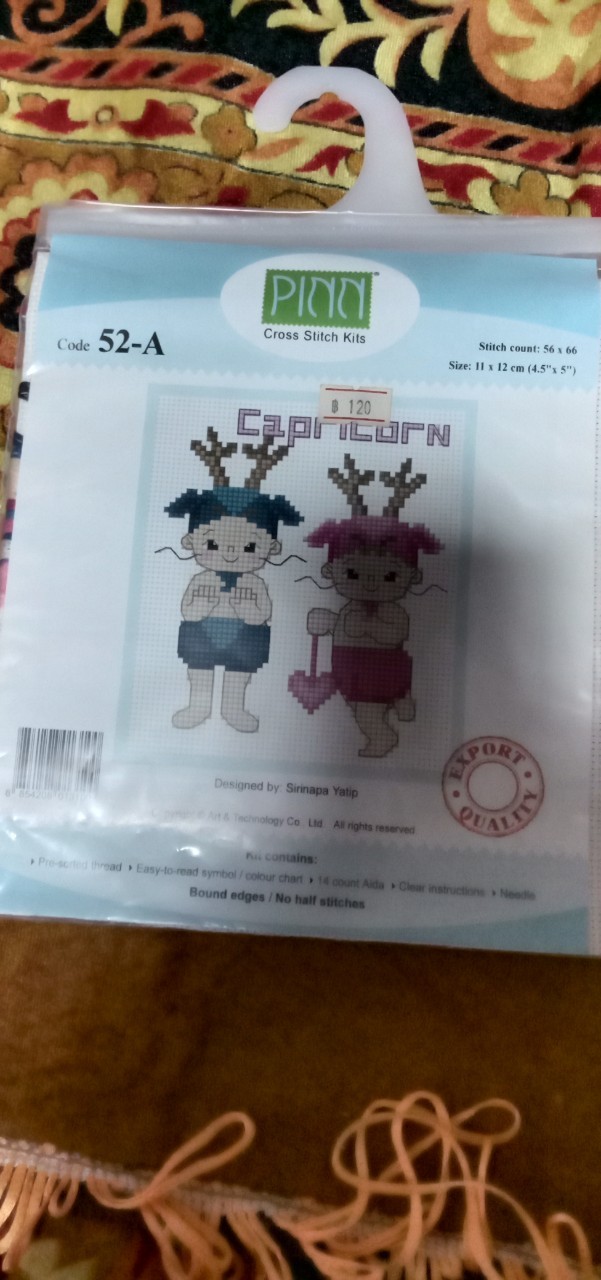 PINN
Cross Stitch Kits
Code 52-A
Stitch count: 56 x 66
Size: 11 x 12 cm (4.5"x 5")
฿ 120
Capricorn
EXPORT
QUALITY
Designed by: Sirinapa Yatip
Art & Technology Co., Ltd. All rights reserved
Kit contains:
Pre-sorted thread ‣ Easy-to-read symbol / colour chart ‣ 14 count Aida ‣ Clear instructions ‣ Needle
Bound edges / No half stitches